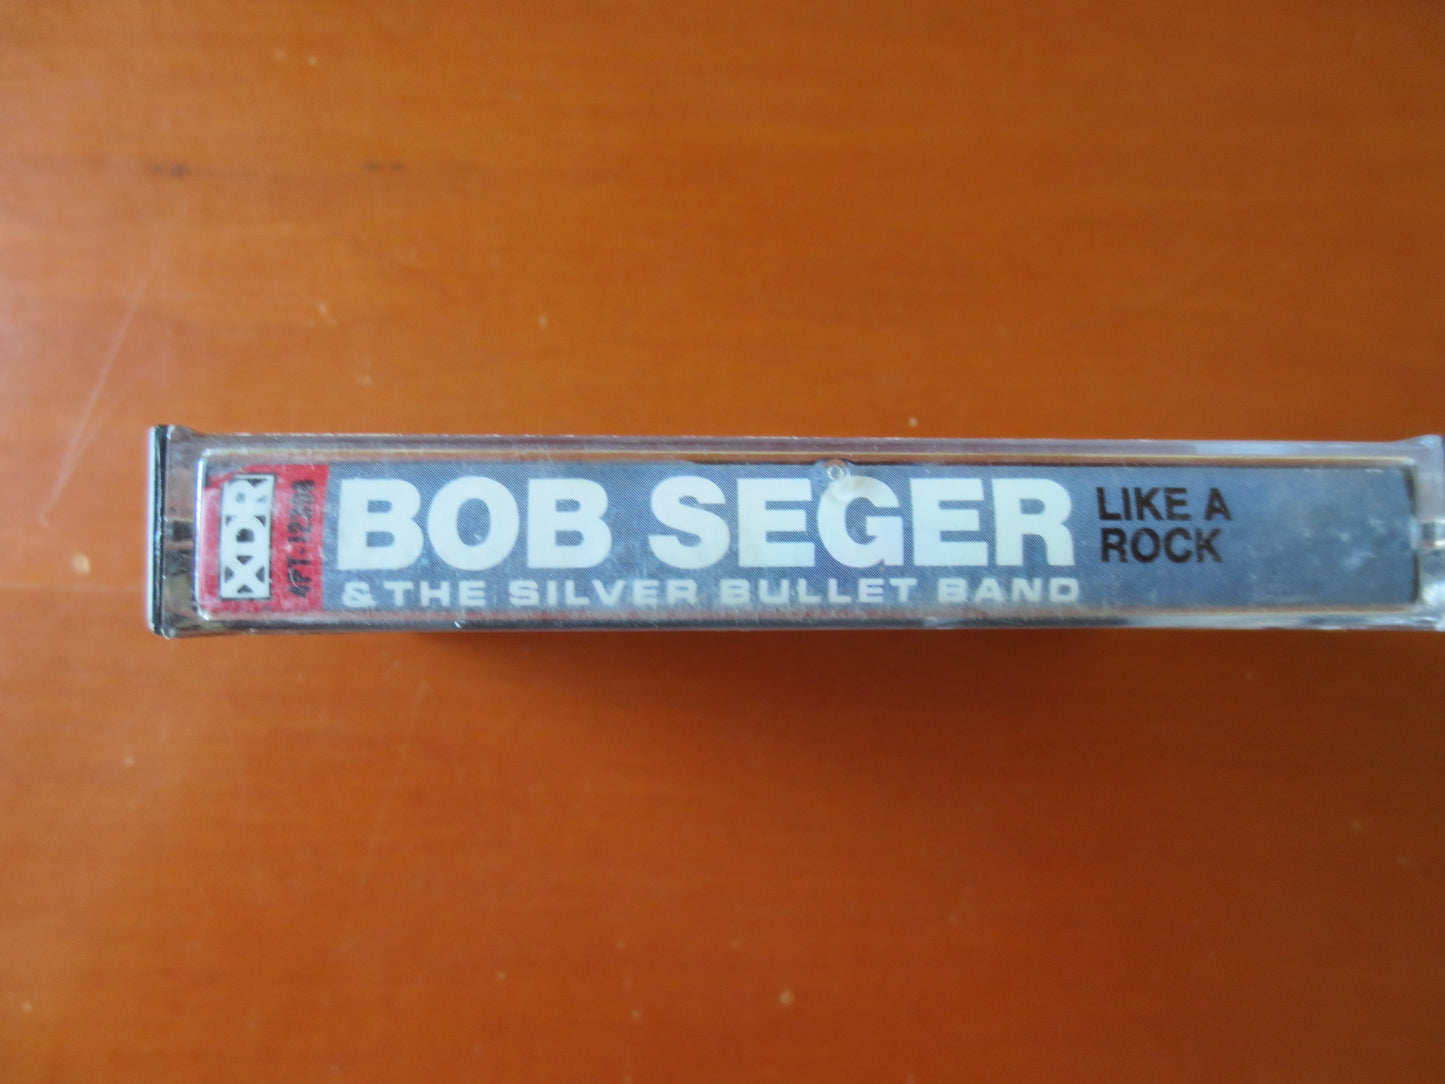 XDR
BOB SEGER
& THE SILVER BULLET BAND
LIKE A
ROCK